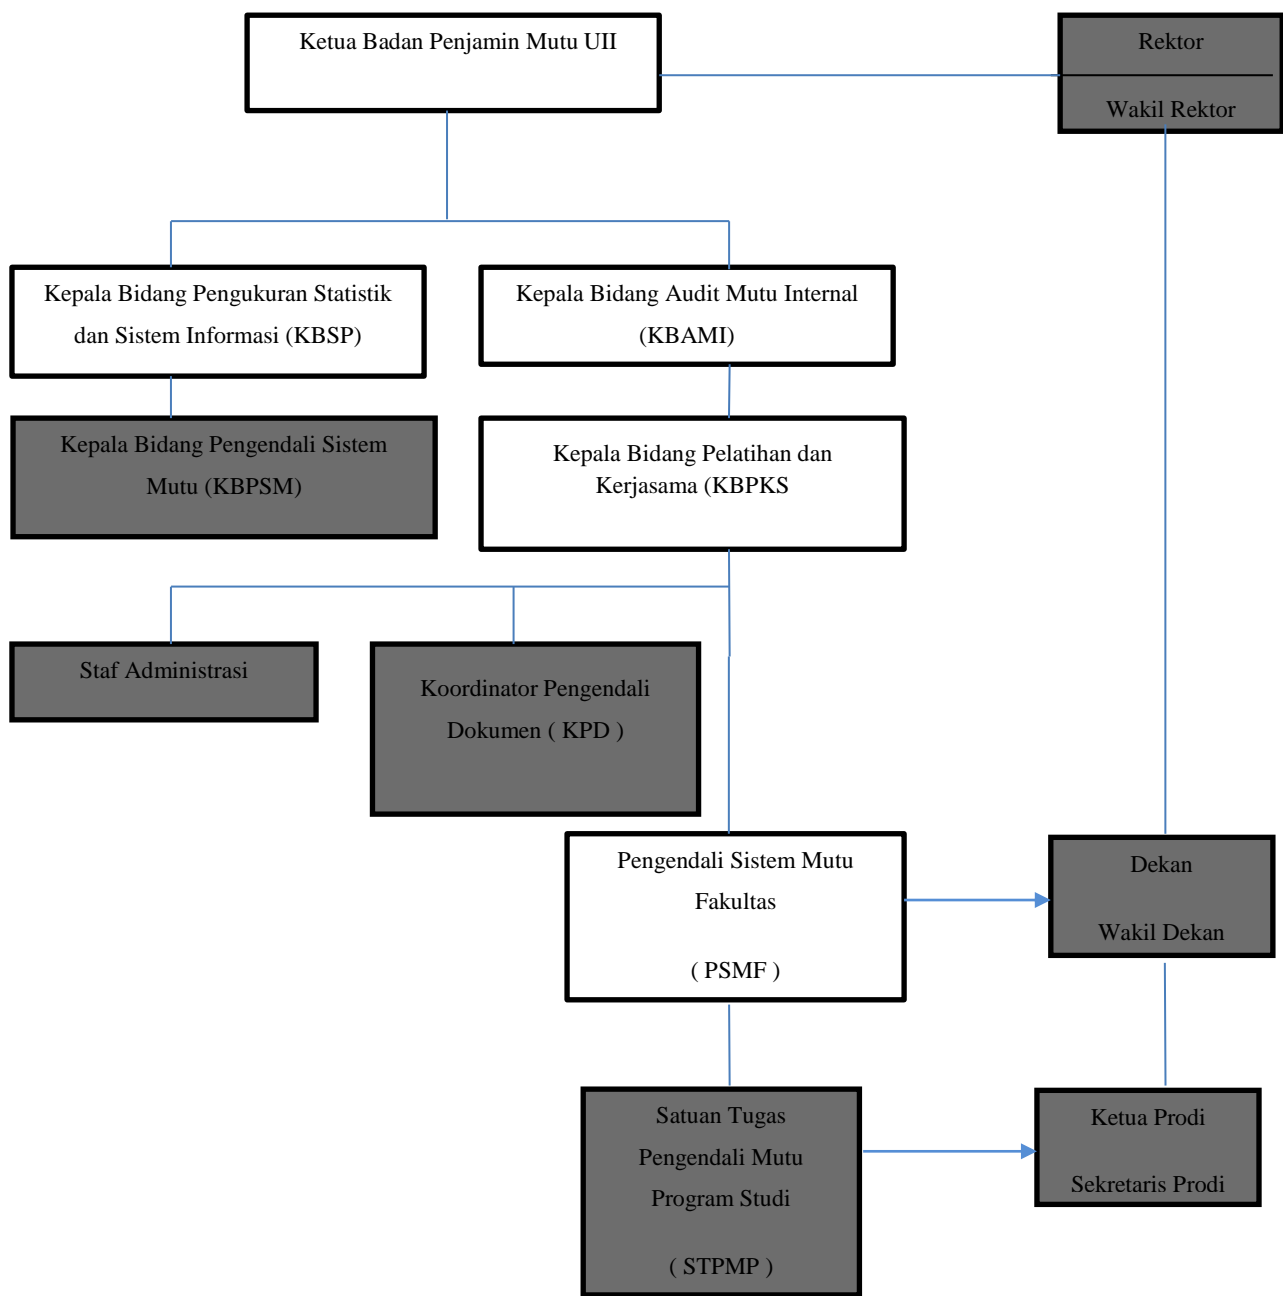 Ketua Badan Penjamin Mutu UII
Rektor
Wakil Rektor
Kepala Bidang Pengukuran Statistik
dan Sistem Informasi (KBSP)
Kepala Bidang Audit Mutu Internal
(KBAMI)
Kepala Bidang Pengendali Sistem
Mutu (KBPSM)
Kepala Bidang Pelatihan dan
Kerjasama (KBPKS
Staf Administrasi
Koordinator Pengendali
Dokumen ( KPD )
Pengendali Sistem Mutu
Fakultas
( PSMF )
Dekan
Wakil Dekan
Satuan Tugas
Pengendali Mutu
Program Studi
( STPMP )
Ketua Prodi
Sekretaris Prodi